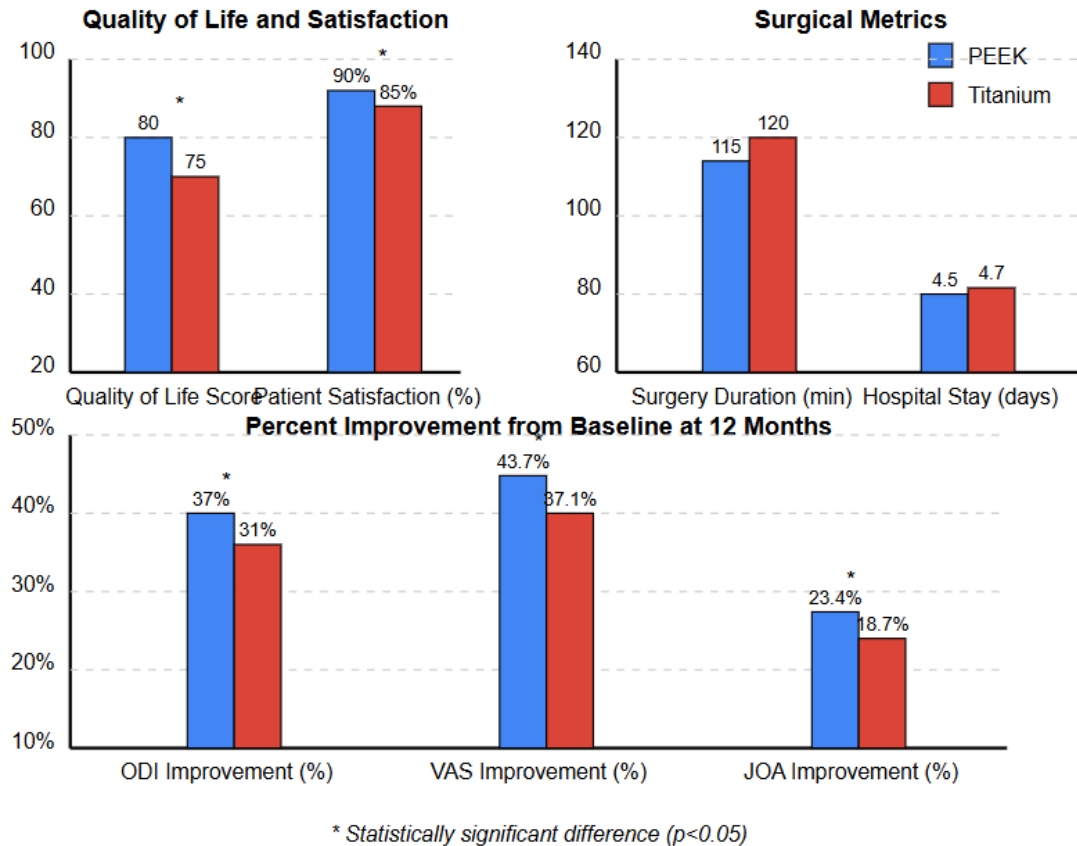 Quality of Life and Satisfaction
100
80
60
40
20
*
*
80
75
90%
85%
Quality of Life Score
Patient Satisfaction (%)
Surgical Metrics
PEEK
Titanium
140
120
100
80
60
115
120
4.5
4.7
Surgery Duration (min)
Hospital Stay (days)
Percent Improvement from Baseline at 12 Months
50%
40%
30%
20%
10%
*
37%
31%
*
43.7%
37.1%
*
23.4%
18.7%
ODI Improvement (%)
VAS Improvement (%)
JOA Improvement (%)
* Statistically significant difference (p<0.05)